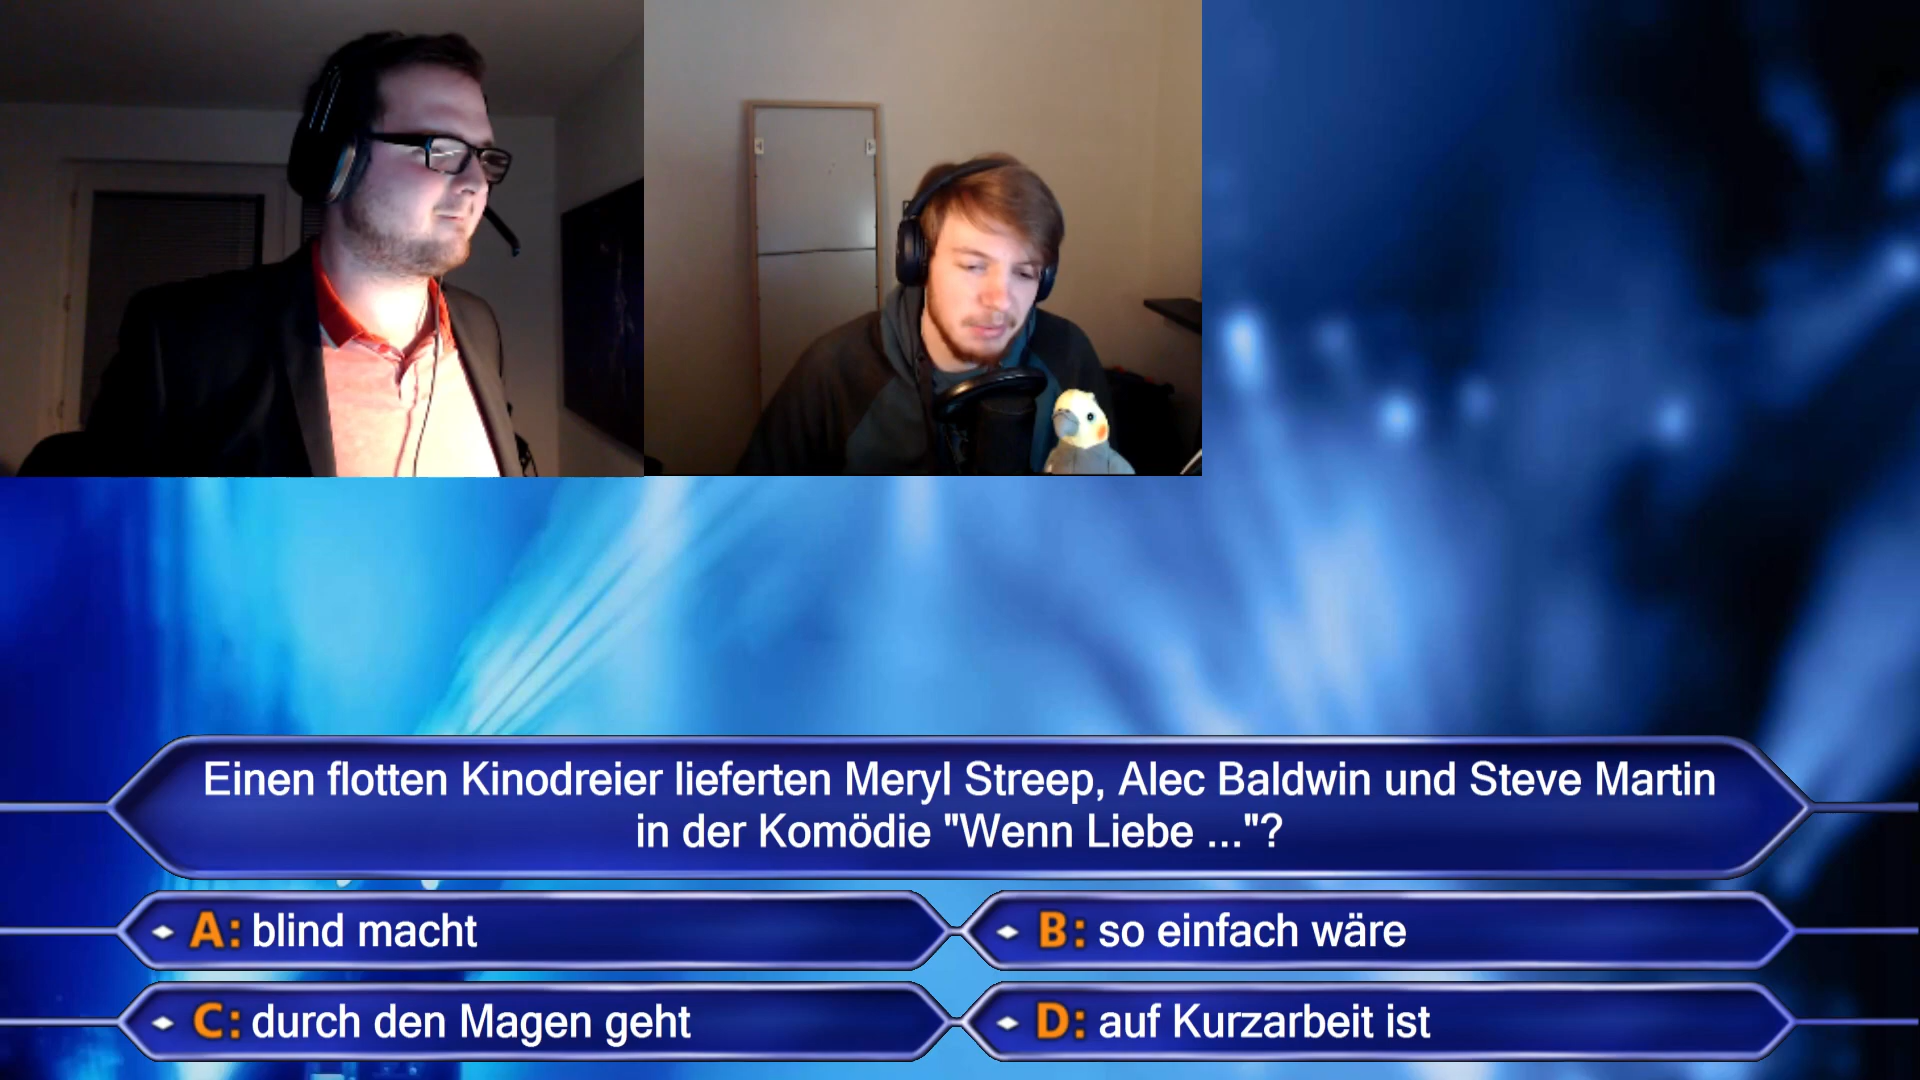 Einen flotten Kinodreier lieferten Meryl Streep, Alec Baldwin und Steve Martin
in der Komödie "Wenn Liebe ..."?
A: blind macht
B: so einfach wäre
C: durch den Magen geht
D: auf Kurzarbeit ist